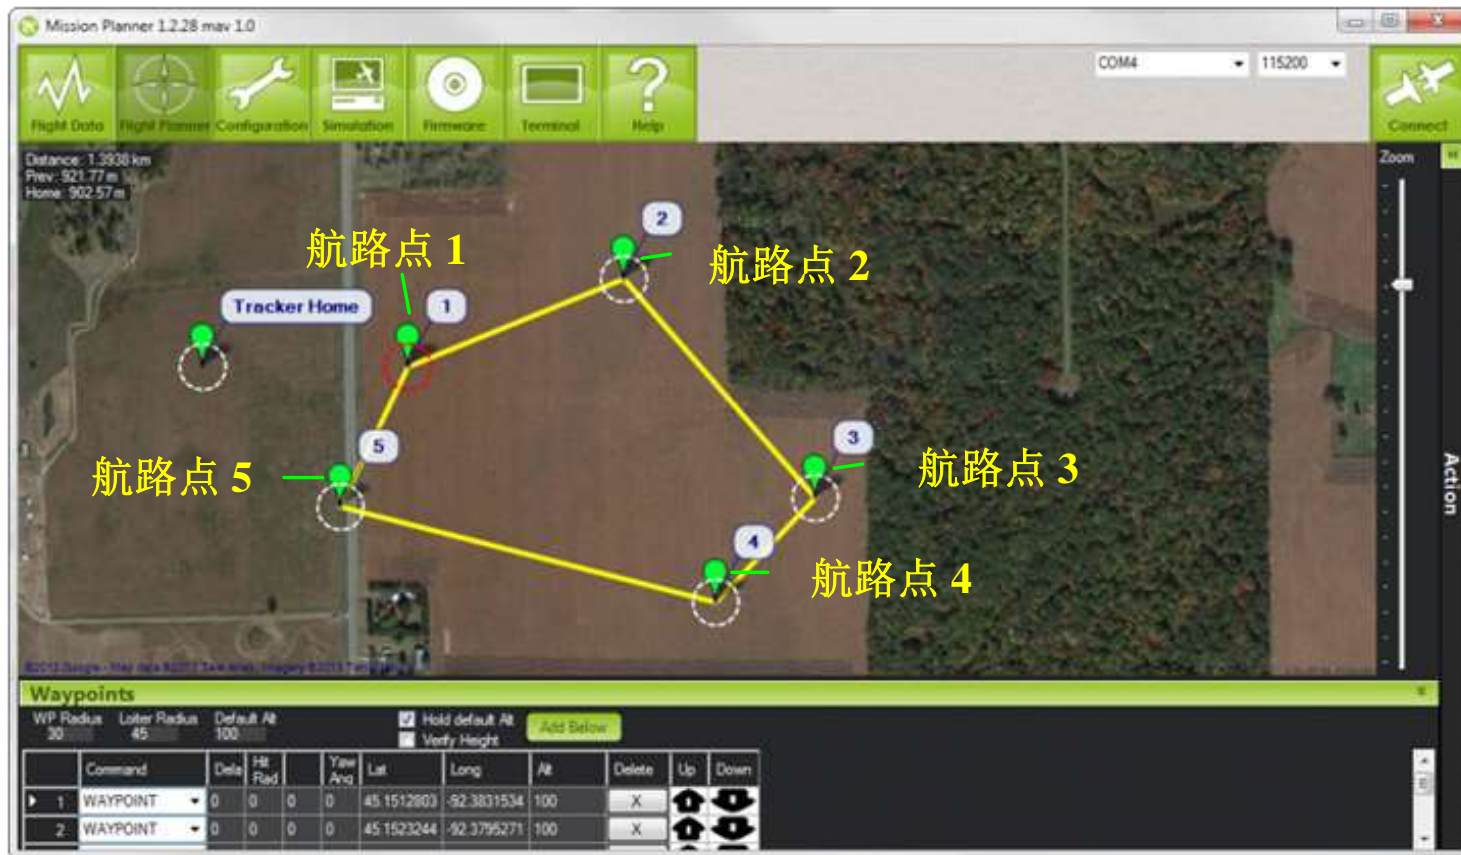 Mission Planner 1.2.28 mav 1.0
COM4
115200
Flight Data
Flight Planner
Configuration
Simulation
Firmware
Terminal
Help
Connect
Distance: 1.3938 km
Prev: 921.77 m
Home: 902.57 m
Zoom
Action
2
航路点 1
航路点 2
Tracker Home
1
5
3
航路点 5
航路点 3
4
航路点 4
Waypoints
WP Radius Loiter Radius Default Alt
30 45 100
Hold default Alt
Verify Height
Add Below
Command Dela Hit Rad Yaw Ang Lat Long Alt Delete Up Down
1 WAYPOINT 0 0 0 0 45.1512803 -92.3831534 100 X
2 WAYPOINT 0 0 0 0 45.1523244 -92.3795271 100 X